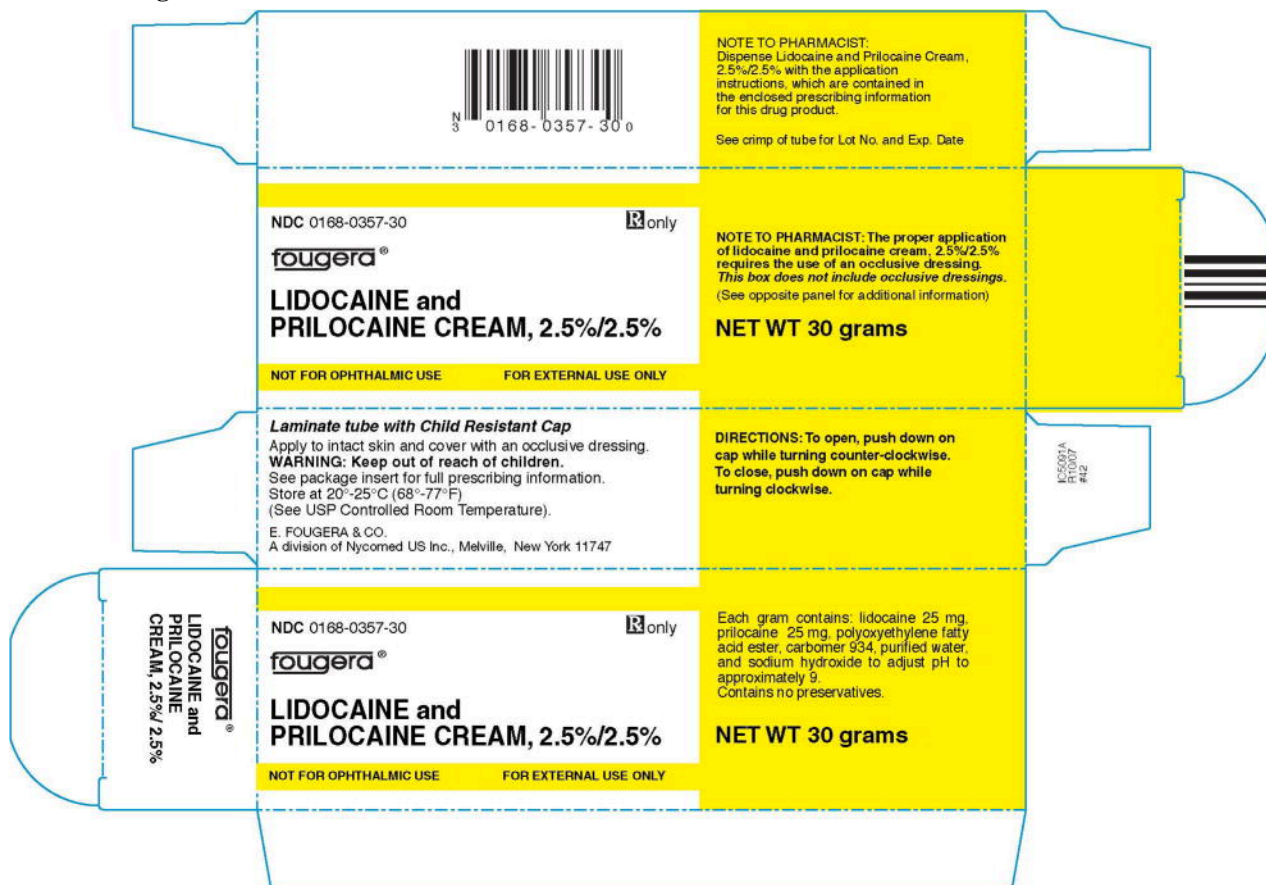 N
3 0168-0357-30 0
NOTE TO PHARMACIST:
Dispense Lidocaine and Prilocaine Cream,
2.5%/2.5% with the application
instructions, which are contained in
the enclosed prescribing information
for this drug product.
See crimp of tube for Lot No. and Exp. Date
NDC 0168-0357-30
Rx only
fougera®
LIDOCAINE and
PRILOCAINE CREAM, 2.5%/2.5%
NOT FOR OPHTHALMIC USE FOR EXTERNAL USE ONLY
NOTE TO PHARMACIST: The proper application
of lidocaine and prilocaine cream, 2.5%/2.5%
requires the use of an occlusive dressing.
This box does not include occlusive dressings.
(See opposite panel for additional information)
NET WT 30 grams
Laminate tube with Child Resistant Cap
Apply to intact skin and cover with an occlusive dressing.
WARNING: Keep out of reach of children.
See package insert for full prescribing information.
Store at 20°-25°C (68°-77°F)
(See USP Controlled Room Temperature).
E. FOUGERA & CO.
A division of Nycomed US Inc., Melville, New York 11747
DIRECTIONS: To open, push down on
cap while turning counter-clockwise.
To close, push down on cap while
turning clockwise.
IC5091A
R10/07
#42
fougera®
LIDOCAINE and
PRILOCAINE
CREAM, 2.5%/ 2.5%
NDC 0168-0357-30
Rx only
fougera®
LIDOCAINE and
PRILOCAINE CREAM, 2.5%/2.5%
NOT FOR OPHTHALMIC USE FOR EXTERNAL USE ONLY
Each gram contains: lidocaine 25 mg,
prilocaine 25 mg, polyoxyethylene fatty
acid ester, carbomer 934, purified water,
and sodium hydroxide to adjust pH to
approximately 9.
Contains no preservatives.
NET WT 30 grams